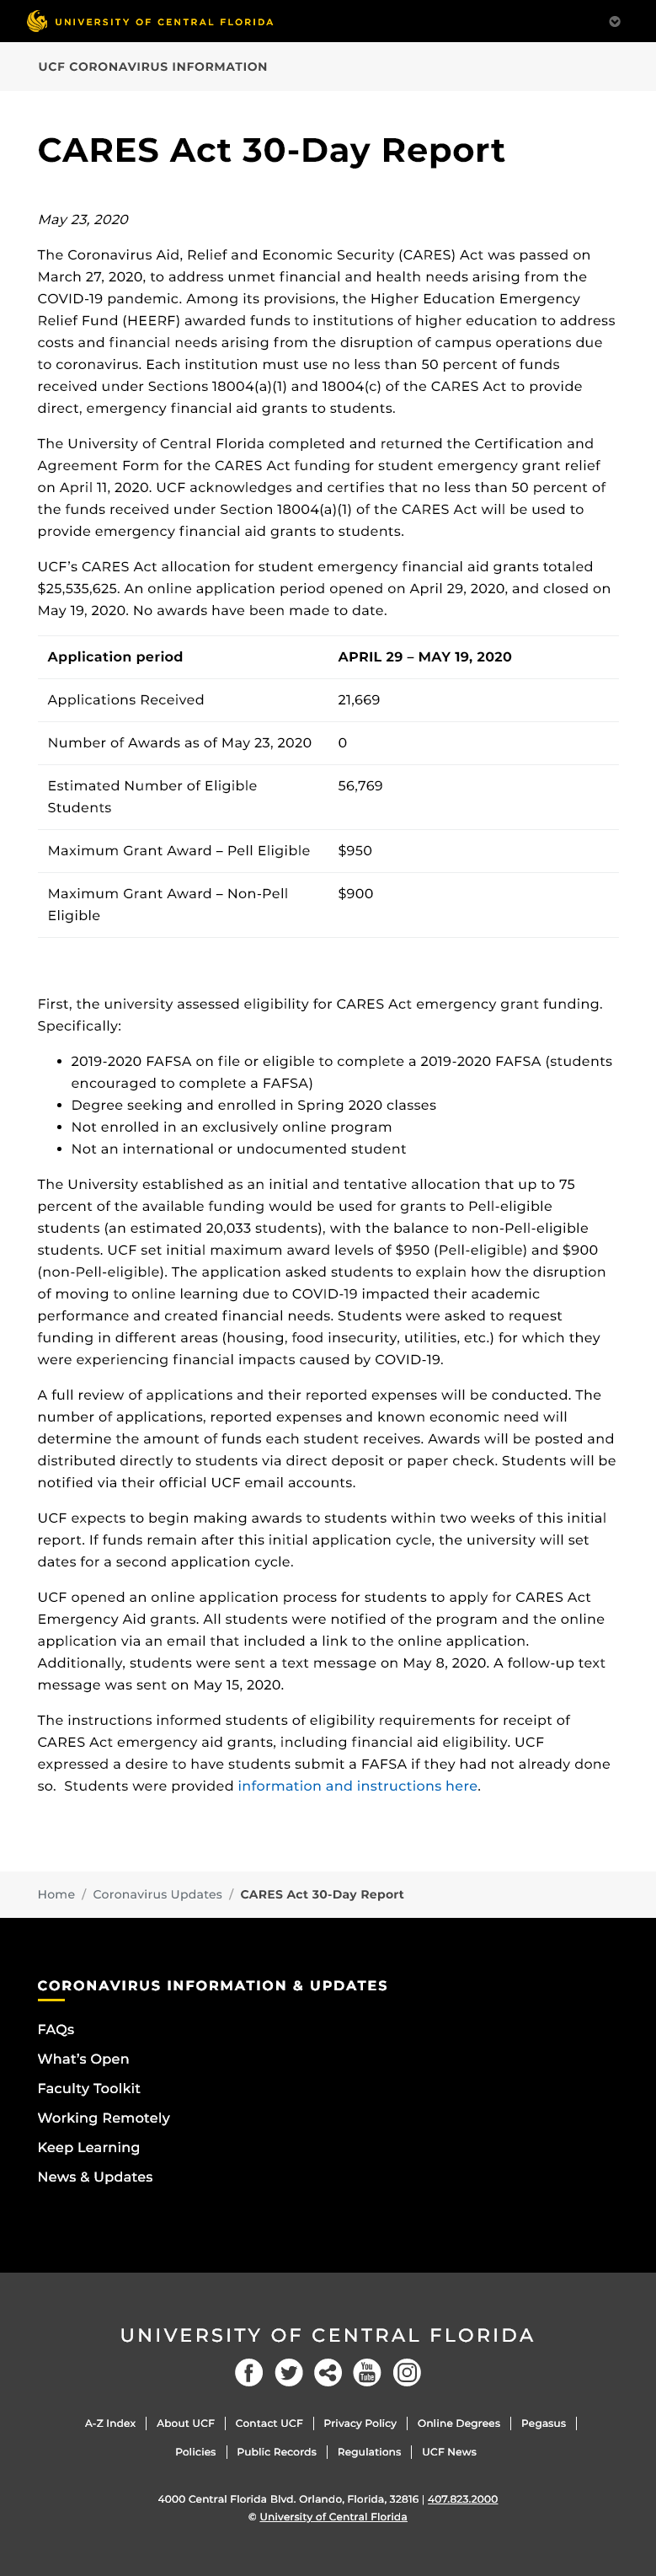 UNIVERSITY OF CENTRAL FLORIDA
UCF CORONAVIRUS INFORMATION
CARES Act 30-Day Report
May 23, 2020
The Coronavirus Aid, Relief and Economic Security (CARES) Act was passed on
March 27, 2020, to address unmet financial and health needs arising from the
COVID-19 pandemic. Among its provisions, the Higher Education Emergency
Relief Fund (HEERF) awarded funds to institutions of higher education to address
costs and financial needs arising from the disruption of campus operations due
to coronavirus. Each institution must use no less than 50 percent of funds
received under Sections 18004(a)(1) and 18004(c) of the CARES Act to provide
direct, emergency financial aid grants to students.
The University of Central Florida completed and returned the Certification and
Agreement Form for the CARES Act funding for student emergency grant relief
on April 11, 2020. UCF acknowledges and certifies that no less than 50 percent of
the funds received under Section 18004(a)(1) of the CARES Act will be used to
provide emergency financial aid grants to students.
UCF's CARES Act allocation for student emergency financial aid grants totaled
$25,535,625. An online application period opened on April 29, 2020, and closed on
May 19, 2020. No awards have been made to date.
Application period APRIL 29 – MAY 19, 2020
Applications Received 21,669
Number of Awards as of May 23, 2020 0
Estimated Number of Eligible 56,769
Students
Maximum Grant Award – Pell Eligible $950
Maximum Grant Award – Non-Pell $900
Eligible
First, the university assessed eligibility for CARES Act emergency grant funding.
Specifically:
• 2019-2020 FAFSA on file or eligible to complete a 2019-2020 FAFSA (students
encouraged to complete a FAFSA)
• Degree seeking and enrolled in Spring 2020 classes
• Not enrolled in an exclusively online program
• Not an international or undocumented student
The University established as an initial and tentative allocation that up to 75
percent of the available funding would be used for grants to Pell-eligible
students (an estimated 20,033 students), with the balance to non-Pell-eligible
students. UCF set initial maximum award levels of $950 (Pell-eligible) and $900
(non-Pell-eligible). The application asked students to explain how the disruption
of moving to online learning due to COVID-19 impacted their academic
performance and created financial needs. Students were asked to request
funding in different areas (housing, food insecurity, utilities, etc.) for which they
were experiencing financial impacts caused by COVID-19.
A full review of applications and their reported expenses will be conducted. The
number of applications, reported expenses and known economic need will
determine the amount of funds each student receives. Awards will be posted and
distributed directly to students via direct deposit or paper check. Students will be
notified via their official UCF email accounts.
UCF expects to begin making awards to students within two weeks of this initial
report. If funds remain after this initial application cycle, the university will set
dates for a second application cycle.
UCF opened an online application process for students to apply for CARES Act
Emergency Aid grants. All students were notified of the program and the online
application via an email that included a link to the online application.
Additionally, students were sent a text message on May 8, 2020. A follow-up text
message was sent on May 15, 2020.
The instructions informed students of eligibility requirements for receipt of
CARES Act emergency aid grants, including financial aid eligibility. UCF
expressed a desire to have students submit a FAFSA if they had not already done
so.  Students were provided information and instructions here.
Home / Coronavirus Updates / CARES Act 30-Day Report
CORONAVIRUS INFORMATION & UPDATES
FAQs
What's Open
Faculty Toolkit
Working Remotely
Keep Learning
News & Updates
UNIVERSITY OF CENTRAL FLORIDA
You Tube
A-Z Index | About UCF | Contact UCF | Privacy Policy | Online Degrees | Pegasus |
Policies | Public Records | Regulations | UCF News
4000 Central Florida Blvd. Orlando, Florida, 32816 | 407.823.2000
© University of Central Florida